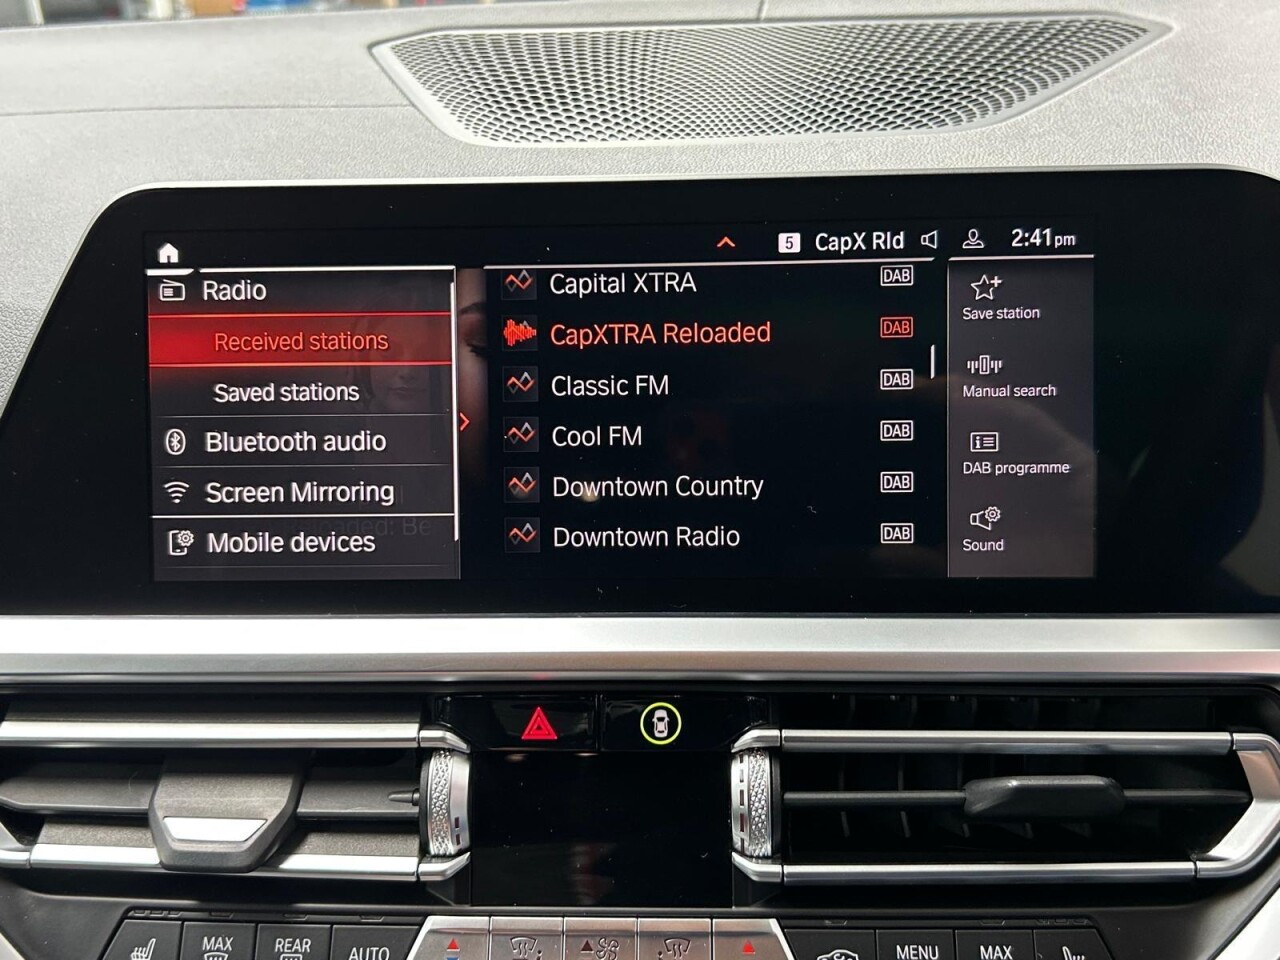 5 CapX Rld 2:41pm
Radio
Received stations
Saved stations
Bluetooth audio
Screen Mirroring
Mobile devices
Capital XTRA DAB
CapXTRA Reloaded DAB
Classic FM DAB
Cool FM DAB
Downtown Country DAB
Downtown Radio DAB
Save station
Manual search
DAB programme
Sound
MAX
REAR
AUTO
MENU
MAX